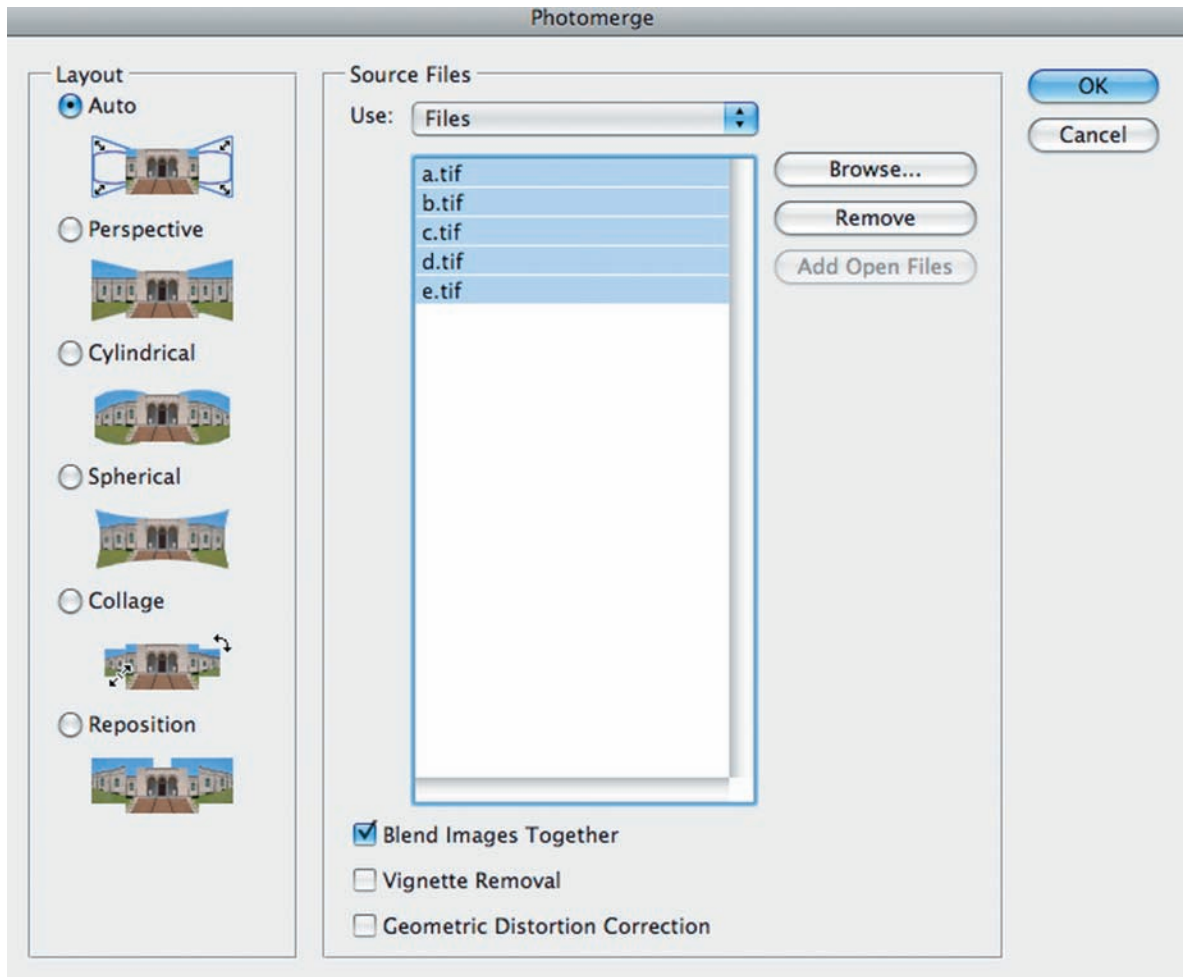 Photomerge
Layout
Auto
Perspective
Cylindrical
Spherical
Collage
Reposition
Source Files
Use: Files
a.tif
b.tif
c.tif
d.tif
e.tif
Browse...
Remove
Add Open Files
Blend Images Together
Vignette Removal
Geometric Distortion Correction
OK
Cancel